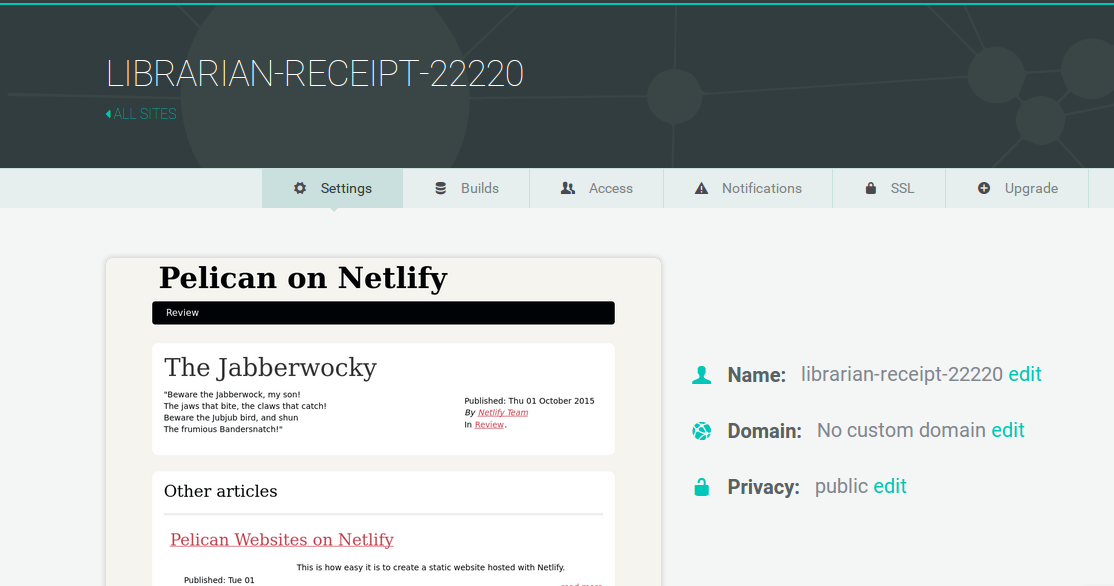 LIBRARIAN-RECEIPT-22220
ALL SITES
Settings Builds Access Notifications SSL Upgrade
Pelican on Netlify
Review
The Jabberwocky
"Beware the Jabberwock, my son!
The jaws that bite, the claws that catch!
Beware the Jubjub bird, and shun
The frumious Bandersnatch!"
Published: Thu 01 October 2015
By Netlify Team
In Review.
Other articles
Pelican Websites on Netlify
This is how easy it is to create a static website hosted with Netlify.
Published: Tue 01
Name: librarian-receipt-22220 edit
Domain: No custom domain edit
Privacy: public edit